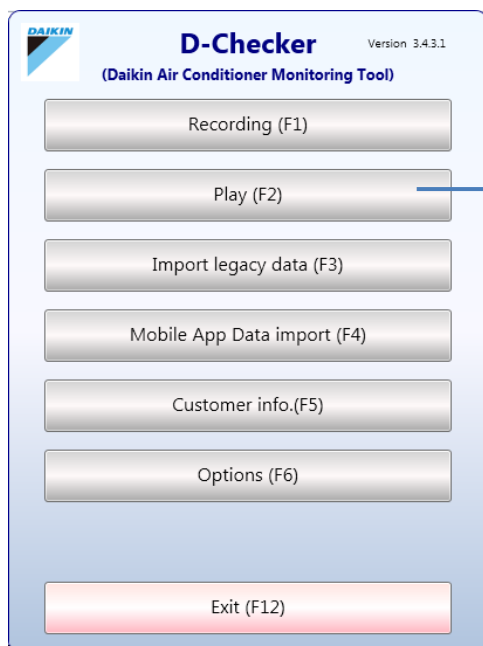 DAIKIN
D-Checker
Version 3.4.3.1
(Daikin Air Conditioner Monitoring Tool)
Recording (F1)
Play (F2)
Import legacy data (F3)
Mobile App Data import (F4)
Customer info.(F5)
Options (F6)
Exit (F12)